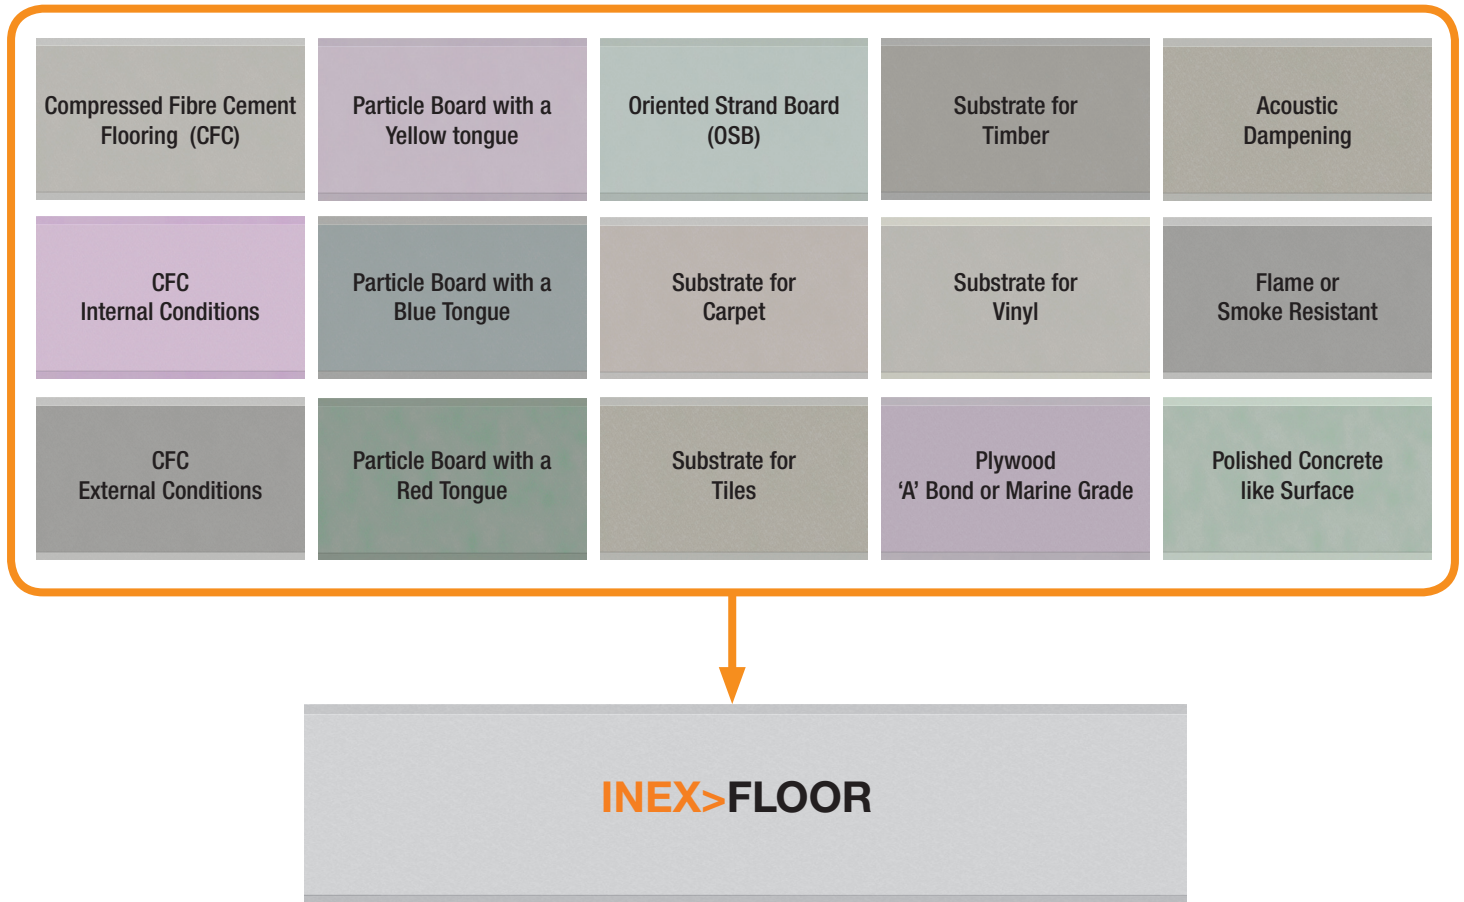 Compressed Fibre Cement
Flooring (CFC)
Particle Board with a
Yellow tongue
Oriented Strand Board
(OSB)
Substrate for
Timber
Acoustic
Dampening
CFC
Internal Conditions
Particle Board with a
Blue Tongue
Substrate for
Carpet
Substrate for
Vinyl
Flame or
Smoke Resistant
CFC
External Conditions
Particle Board with a
Red Tongue
Substrate for
Tiles
Plywood
‘A’ Bond or Marine Grade
Polished Concrete
like Surface
INEX>FLOOR